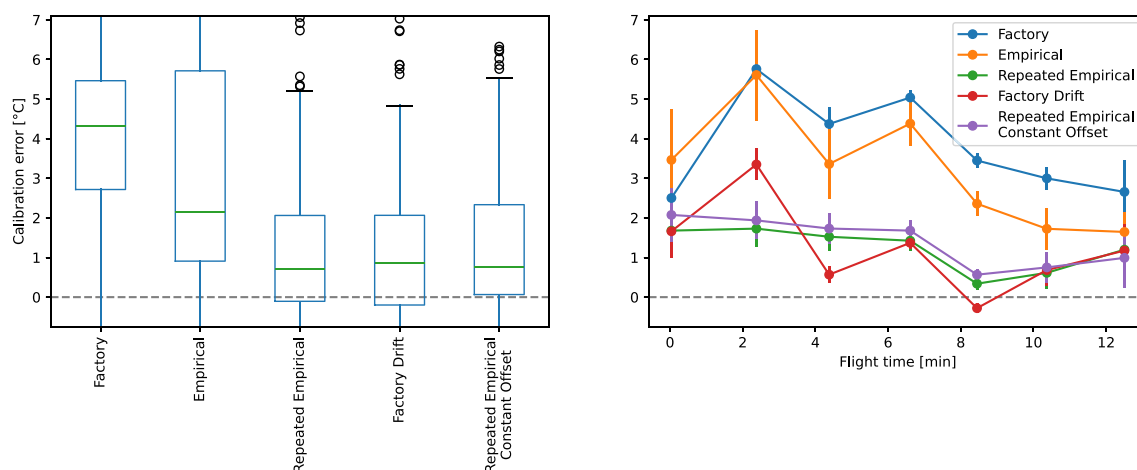 7
6
5
4
3
2
1
0
Calibration error [°C]
Factory
Empirical
Repeated Empirical
Factory Drift
Repeated Empirical
Constant Offset
7
6
5
4
3
2
1
0
0 2 4 6 8 10 12
Flight time [min]
Factory
Empirical
Repeated Empirical
Factory Drift
Repeated Empirical
Constant Offset